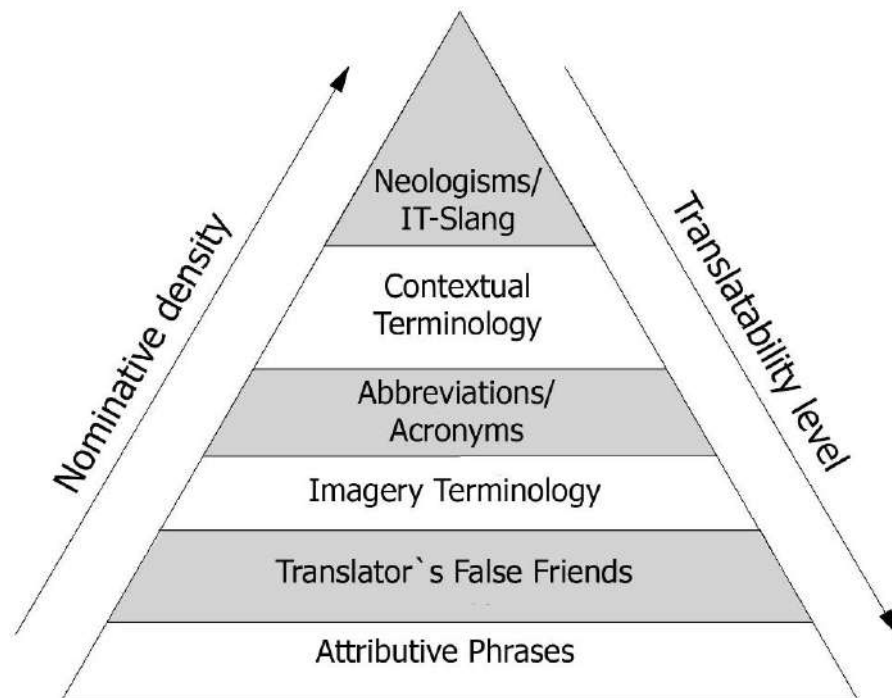 Neologisms/
IT-Slang
Contextual
Terminology
Abbreviations/
Acronyms
Imagery Terminology
Translator`s False Friends
Attributive Phrases
Nominative density
Translatability level